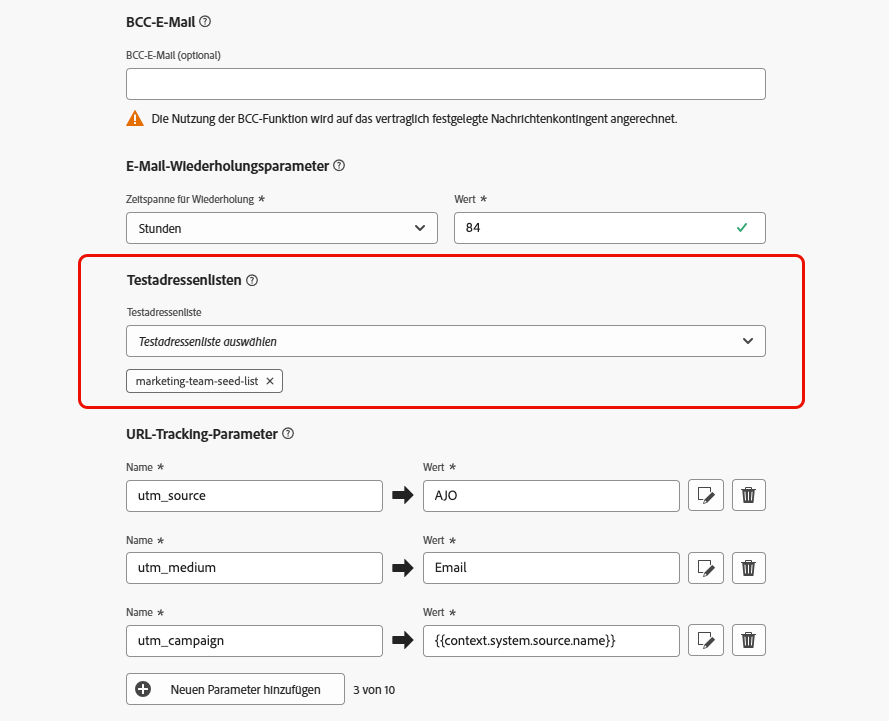 BCC-E-Mail
BCC-E-Mail (optional)
Die Nutzung der BCC-Funktion wird auf das vertraglich festgelegte Nachrichtenkontingent angerechnet.
E-Mail-Wiederholungsparameter
Zeitspanne für Wiederholung * Wert *
Stunden 84
Testadressenlisten
Testadressenliste
Testadressenliste auswählen
marketing-team-seed-list ×
URL-Tracking-Parameter
Name * Wert *
utm_source AJO
Name * Wert *
utm_medium Email
Name * Wert *
utm_campaign {{context.system.source.name}}
Neuen Parameter hinzufügen 3 von 10